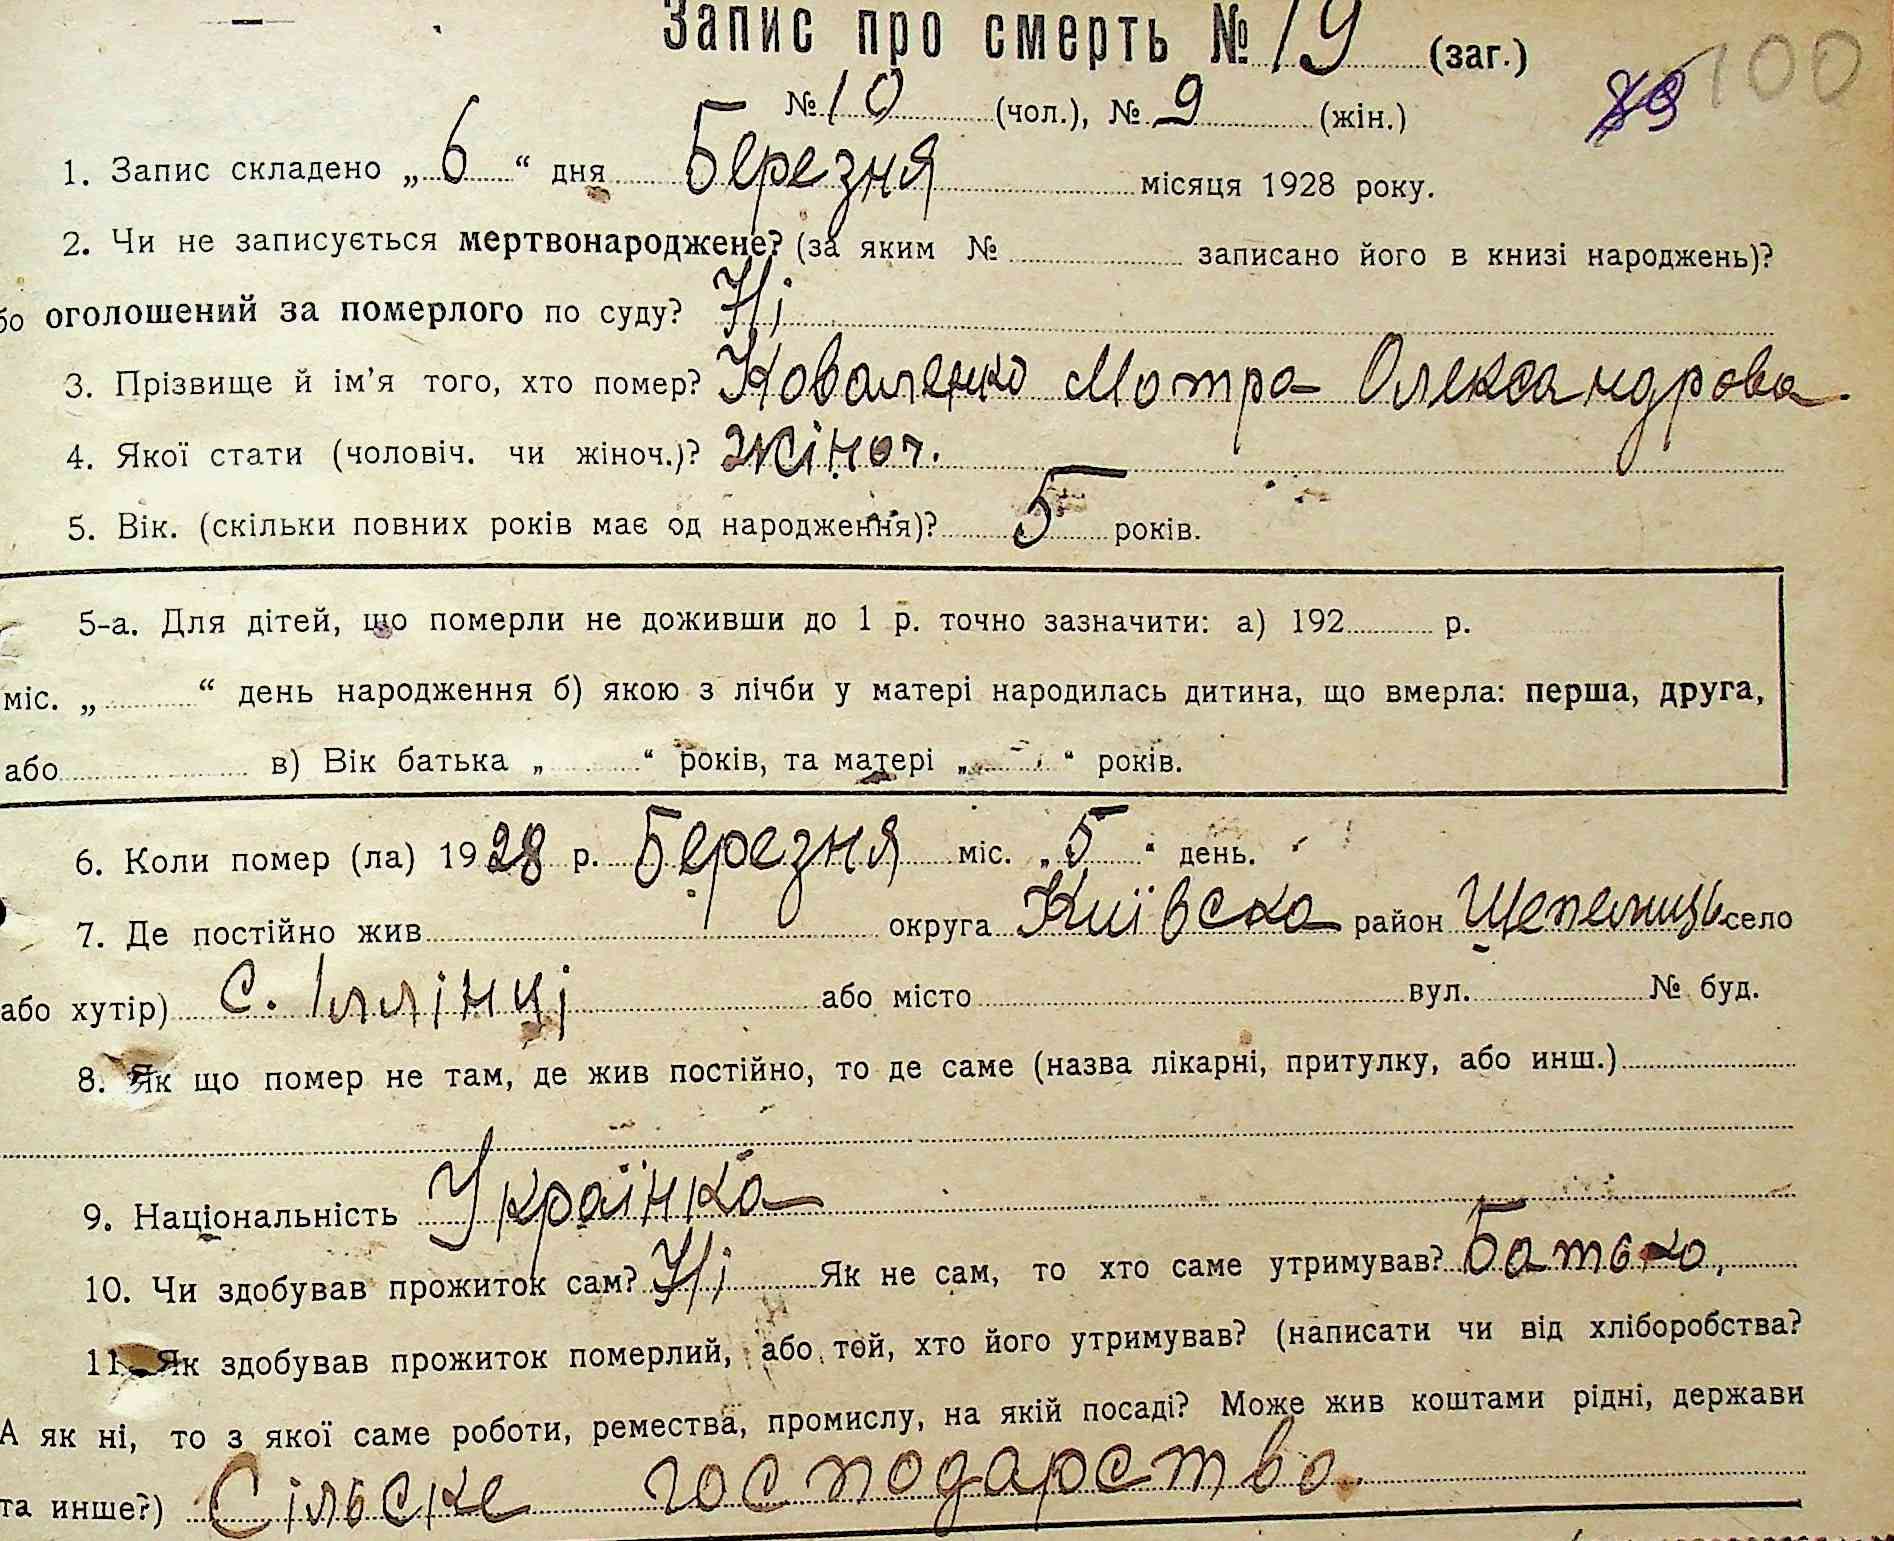 Запис про смерть № 19 (заг.)
100
№ 10 (чол.), № 9 (жін.)
1. Запис складено „ 6 “ дня Березня місяця 1928 року.
2. Чи не записується мертвонароджене? (за яким № записано його в книзі народжень)?
бо оголошений за померлого по суду? Ні
3. Прізвище й ім’я того, хто помер? Коваленко Мотра Олександрова.
4. Якої стати (чоловіч. чи жіноч.)? жіноч.
5. Вік. (скільки повних років має од народження)? 5 років.
5-а. Для дітей, що померли не доживши до 1 р. точно зазначити: а) 192 р.
міс. „ “ день народження б) якою з лічби у матері народилась дитина, що вмерла: перша, друга,
або в) Вік батька „ “ років, та матері „ “ років.
6. Коли помер (ла) 1928 р. Березня міс. „ 5 “ день.
7. Де постійно жив округа Київска район село
або хутір) с. Іллінці або місто вул. № буд.
8. Як що помер не там, де жив постійно, то де саме (назва лікарні, притулку, або инш.)
9. Національність Українка
10. Чи здобував прожиток сам? Ні Як не сам, то хто саме утримував? Батько,
11. Як здобував прожиток померлий, або той, хто його утримував? (написати чи від хліборобства?
А як ні, то з якої саме роботи, ремества, промислу, на якій посаді? Може жив коштами рідні, держави
та инше?) Сільске господарство.